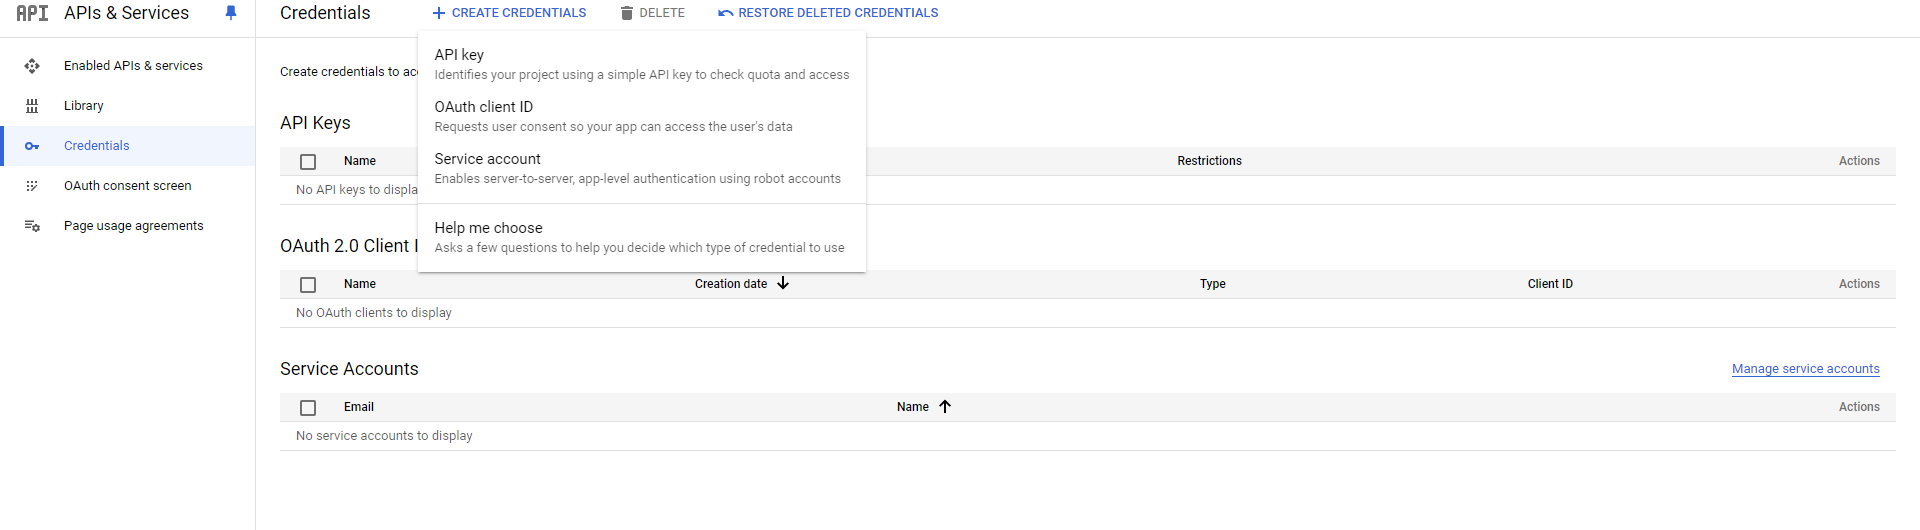 API APIs & Services
Credentials
CREATE CREDENTIALS
DELETE
RESTORE DELETED CREDENTIALS
Enabled APIs & services
Library
Credentials
OAuth consent screen
Page usage agreements
Create credentials to
API key
Identifies your project using a simple API key to check quota and access
OAuth client ID
Requests user consent so your app can access the user's data
Service account
Enables server-to-server, app-level authentication using robot accounts
Help me choose
Asks a few questions to help you decide which type of credential to use
API Keys
Name Restrictions Actions
No API keys to
OAuth 2.0 Client
Name Creation date Type Client ID Actions
No OAuth clients to display
Service Accounts Manage service accounts
Email Name Actions
No service accounts to display